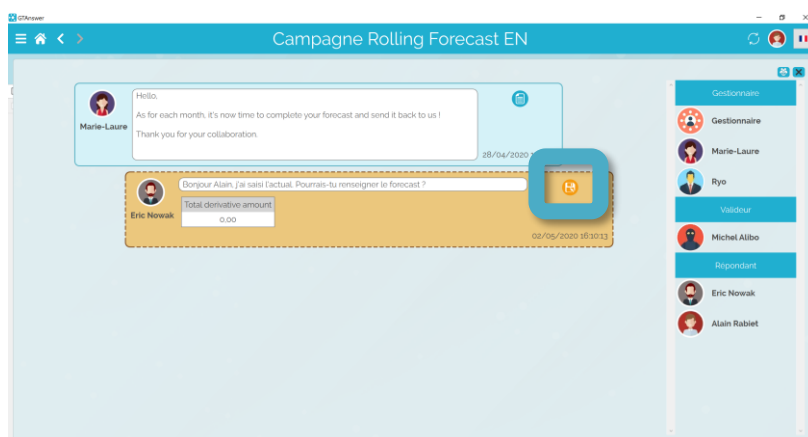 GTAnswer
Campagne Rolling Forecast EN
Hello,
As for each month, it's now time to complete your forecast and send it back to us !
Thank you for your collaboration.
Marie-Laure
28/04/2020
Bonjour Alain, j'ai saisi l'actual. Pourrais-tu renseigner le forecast ?
Eric Nowak
Total derivative amount
0,00
02/05/2020 16:10:13
Gestionnaire
Gestionnaire
Marie-Laure
Ryo
Valideur
Michel Alibo
Répondant
Eric Nowak
Alain Rabiet